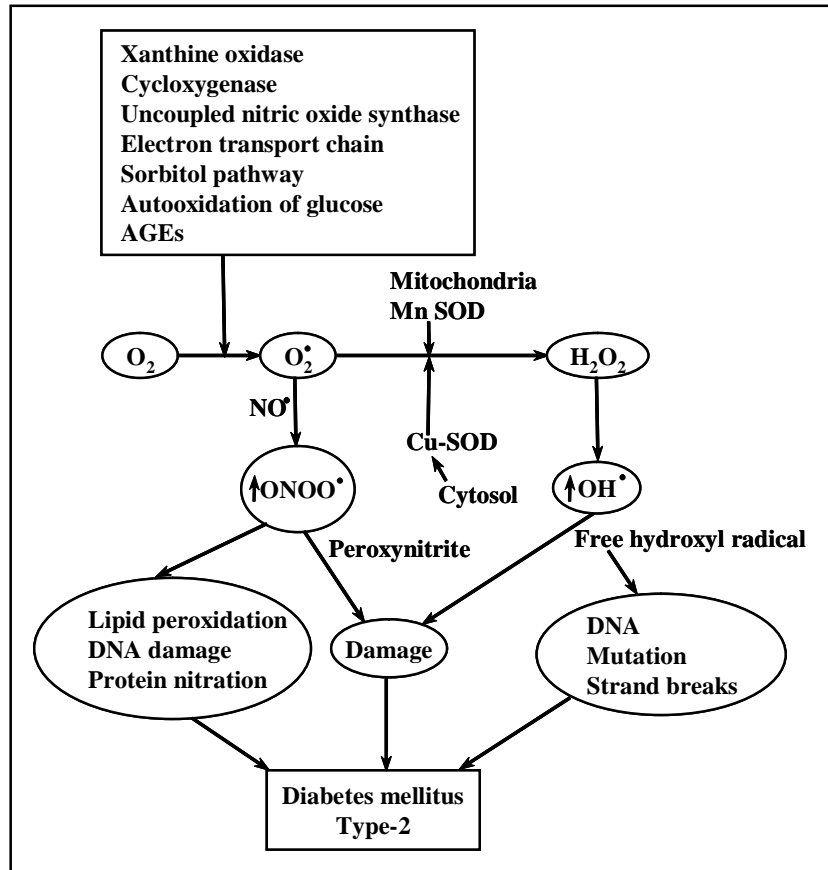 Xanthine oxidase
Cycloxygenase
Uncoupled nitric oxide synthase
Electron transport chain
Sorbitol pathway
Autooxidation of glucose
AGEs
Mitochondria
Mn SOD
O₂
O₂•
H₂O₂
NO•
Cu-SOD
Cytosol
↑ONOO•
↑OH•
Peroxynitrite
Free hydroxyl radical
Lipid peroxidation
DNA damage
Protein nitration
Damage
DNA
Mutation
Strand breaks
Diabetes mellitus
Type-2